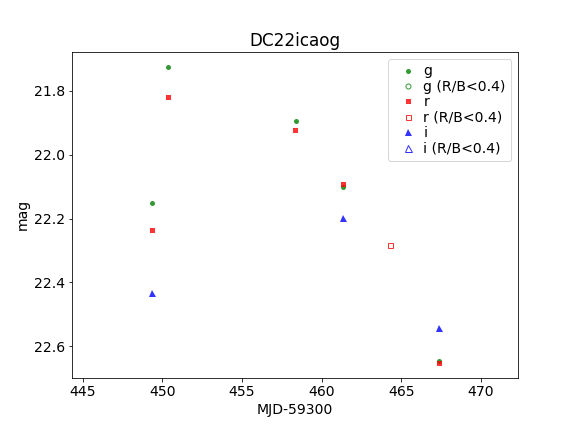 DC22icaog
g
g (R/B<0.4)
r
r (R/B<0.4)
i
i (R/B<0.4)
mag
21.8
22.0
22.2
22.4
22.6
445
450
455
460
465
470
MJD-59300